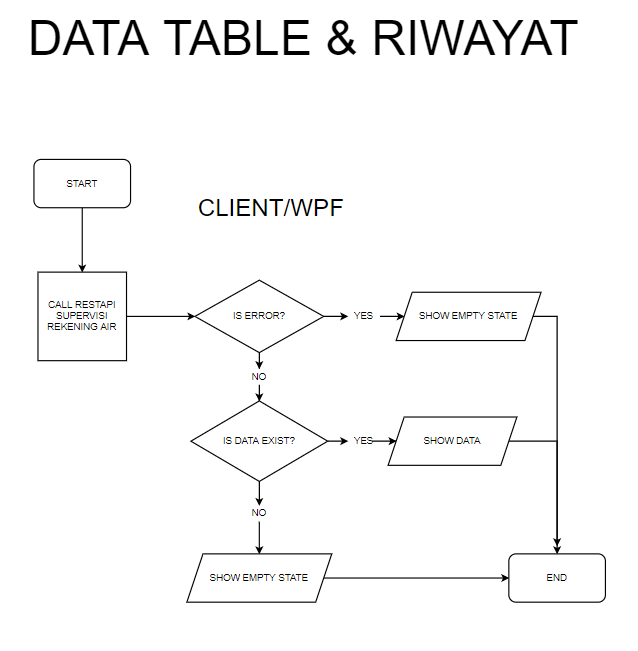 DATA TABLE & RIWAYAT
START
CLIENT/WPF
CALL RESTAPI
SUPERVISI
REKENING AIR
IS ERROR?
YES
SHOW EMPTY STATE
NO
IS DATA EXIST?
YES
SHOW DATA
NO
SHOW EMPTY STATE
END